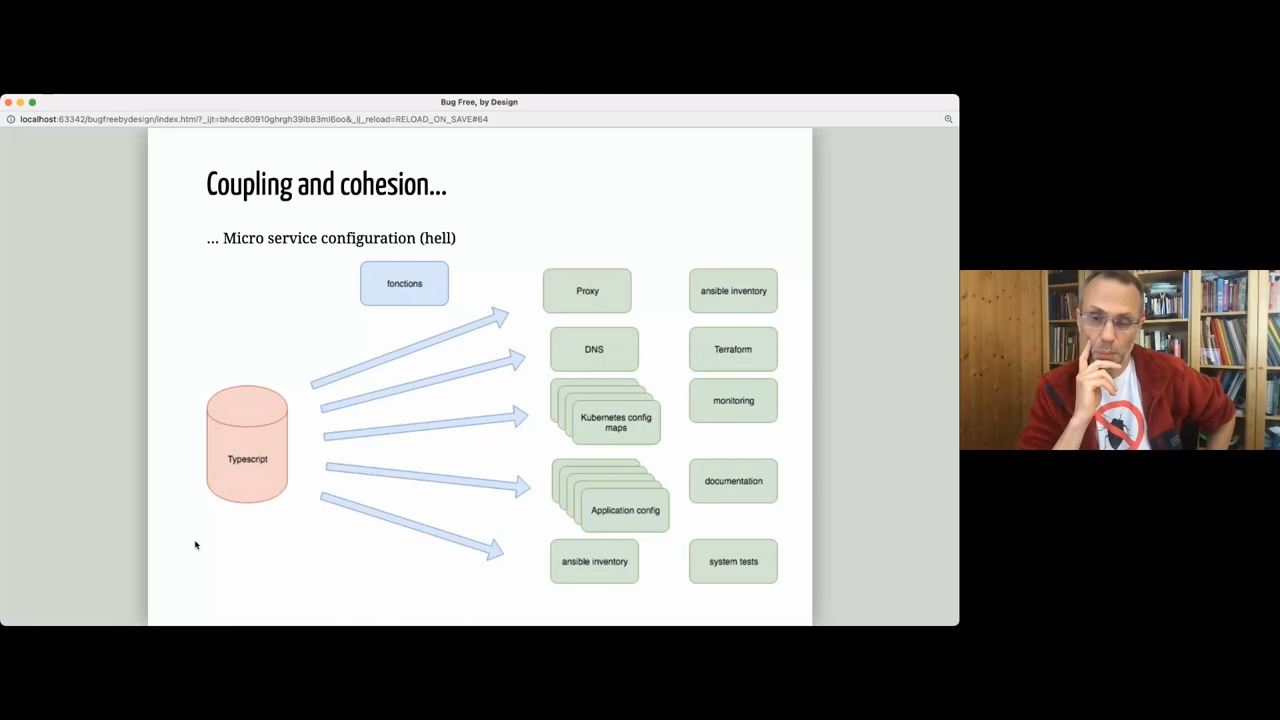 Bug Free, by Design
localhost:63342/bugfreebydesign/index.html?_ijt=bhdcc80910ghrgh39ib83ml6oo&_ij_reload=RELOAD_ON_SAVE#64
Coupling and cohesion...
... Micro service configuration (hell)
fonctions
Proxy
ansible inventory
DNS
Terraform
Kubernetes config
maps
monitoring
Typescript
Application config
documentation
ansible inventory
system tests